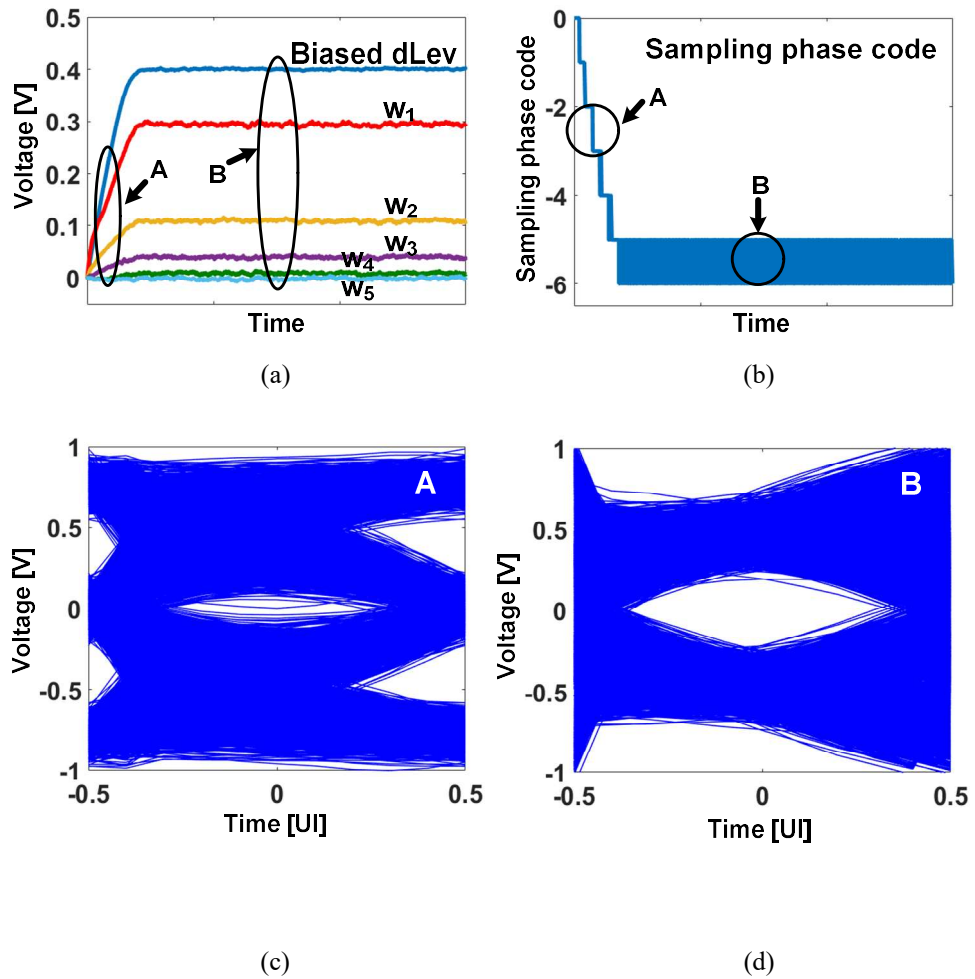 0.5
0.4
0.3
0.2
0.1
0
Voltage [V]
Biased dLev
A
B
w1
w2
w3
w4
w5
Time
(a)
0
-2
-4
-6
Sampling phase code
Sampling phase code
A
B
Time
(b)
1
0.5
0
-0.5
-1
Voltage [V]
A
-0.5
0
0.5
Time [UI]
(c)
1
0.5
0
-0.5
-1
Voltage [V]
B
-0.5
0
0.5
Time [UI]
(d)